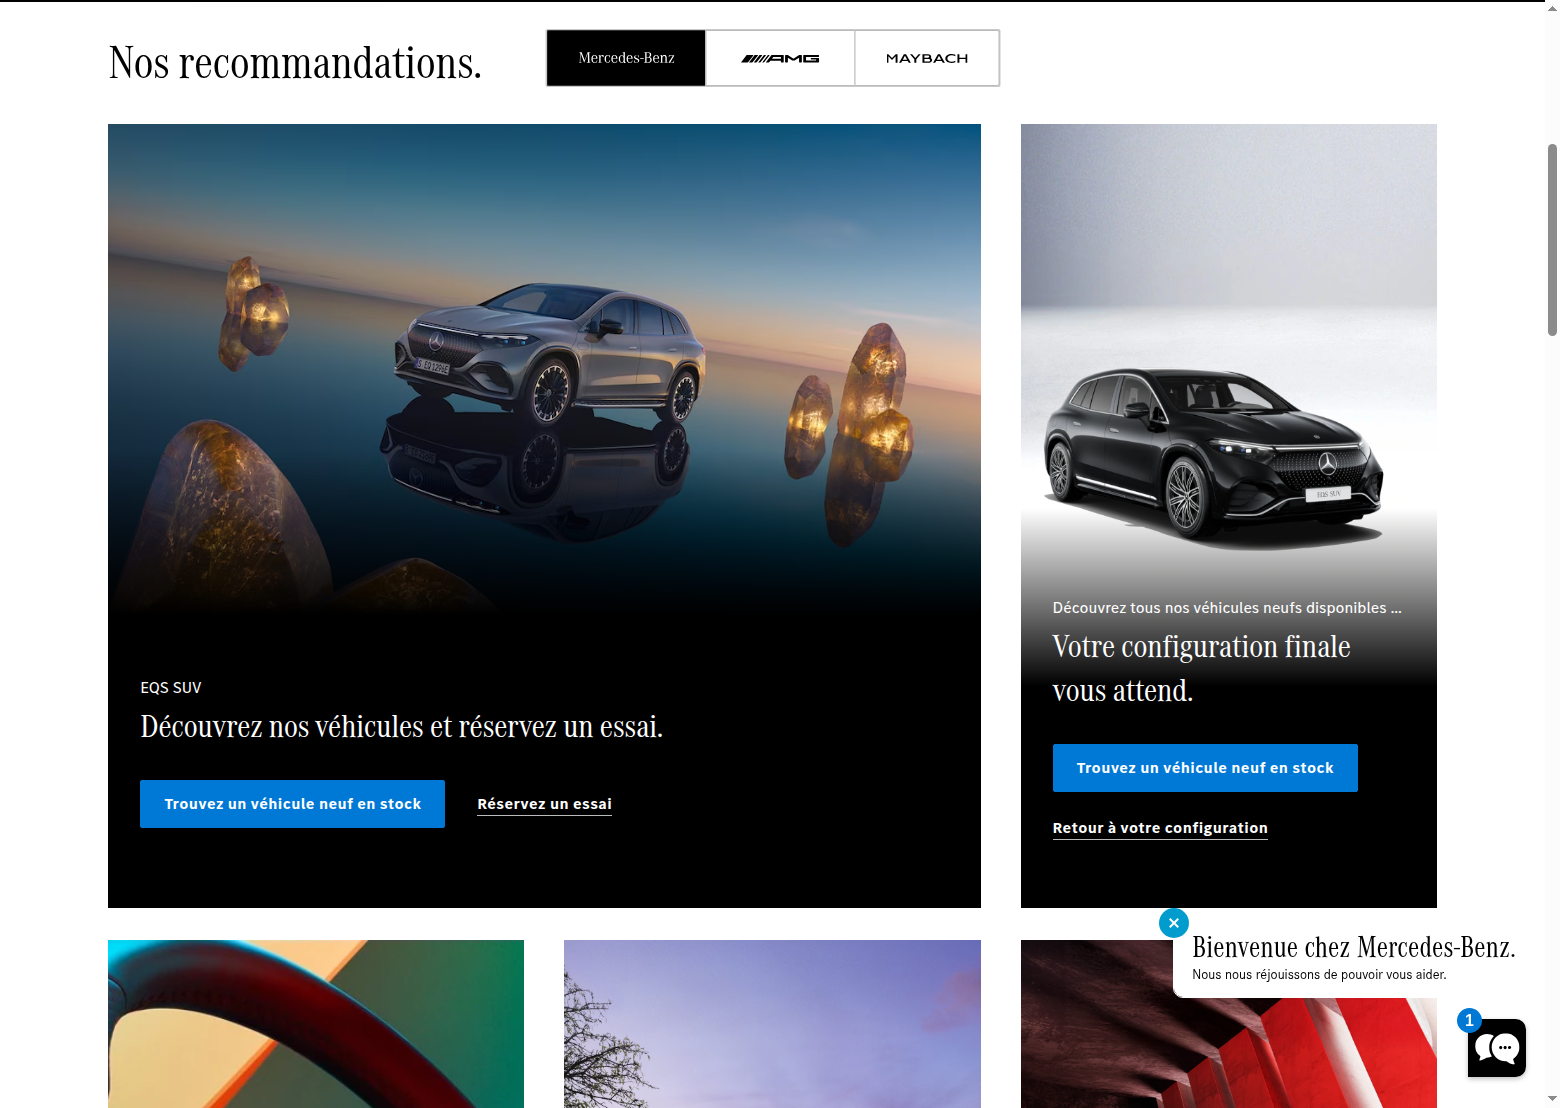 Nos recommandations.
Mercedes-Benz
AMG
MAYBACH
EQS SUV
Découvrez nos véhicules et réservez un essai.
Trouvez un véhicule neuf en stock
Réservez un essai
EQS SUV
Découvrez tous nos véhicules neufs disponibles ...
Votre configuration finale
vous attend.
Trouvez un véhicule neuf en stock
Retour à votre configuration
Bienvenue chez Mercedes-Benz.
Nous nous réjouissons de pouvoir vous aider.
1